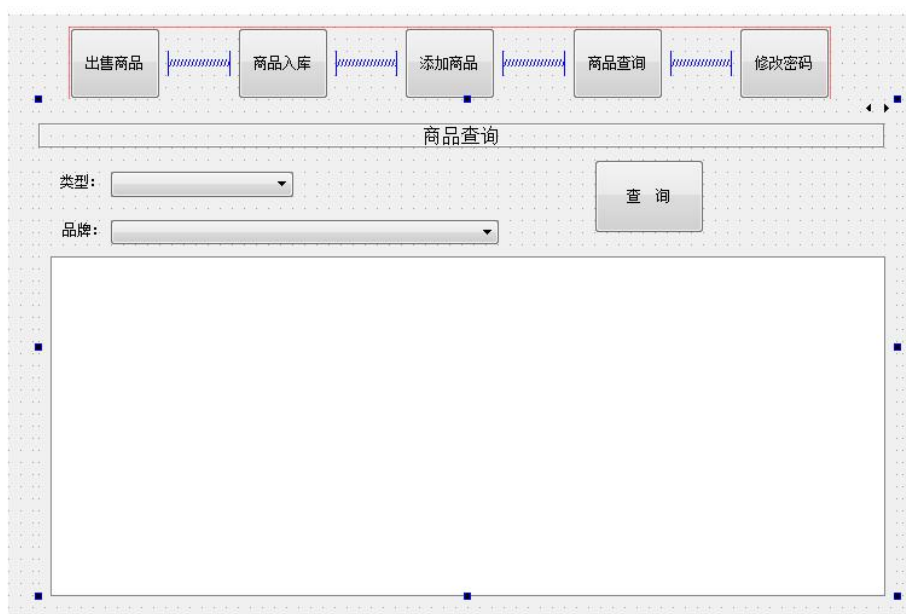 出售商品 商品入库 添加商品 商品查询 修改密码
商品查询
类型：
查 询
品牌：